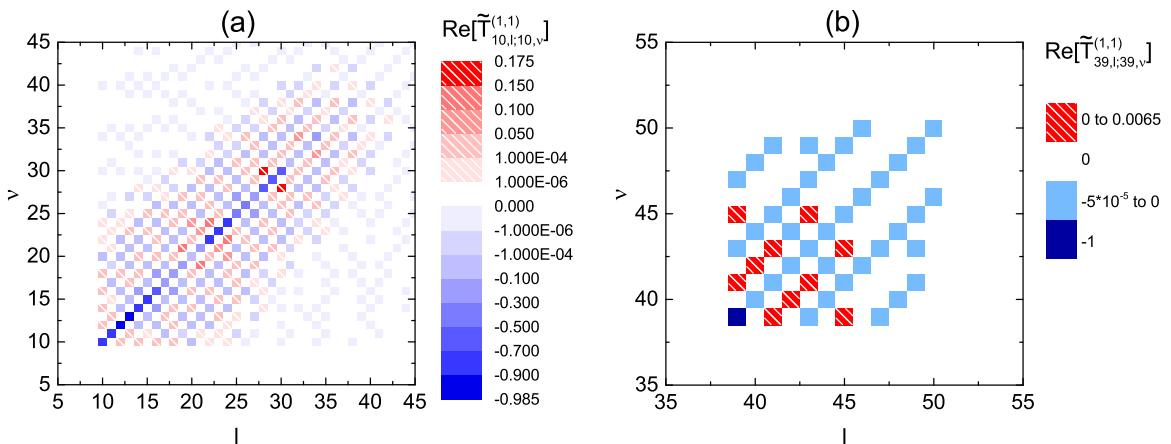 (a)
(b)
45
40
35
30
25
20
15
10
5
ν
5 10 15 20 25 30 35 40 45
l
Re[T̃^(1,1)_10,l;10,ν]
0.175
0.150
0.100
0.050
1.000E-04
1.000E-06
0.000
-1.000E-06
-1.000E-04
-0.100
-0.300
-0.500
-0.700
-0.900
-0.985
55
50
45
40
35
ν
35 40 45 50 55
l
Re[T̃^(1,1)_39,l;39,ν]
0 to 0.0065
0
-5*10^-5 to 0
-1